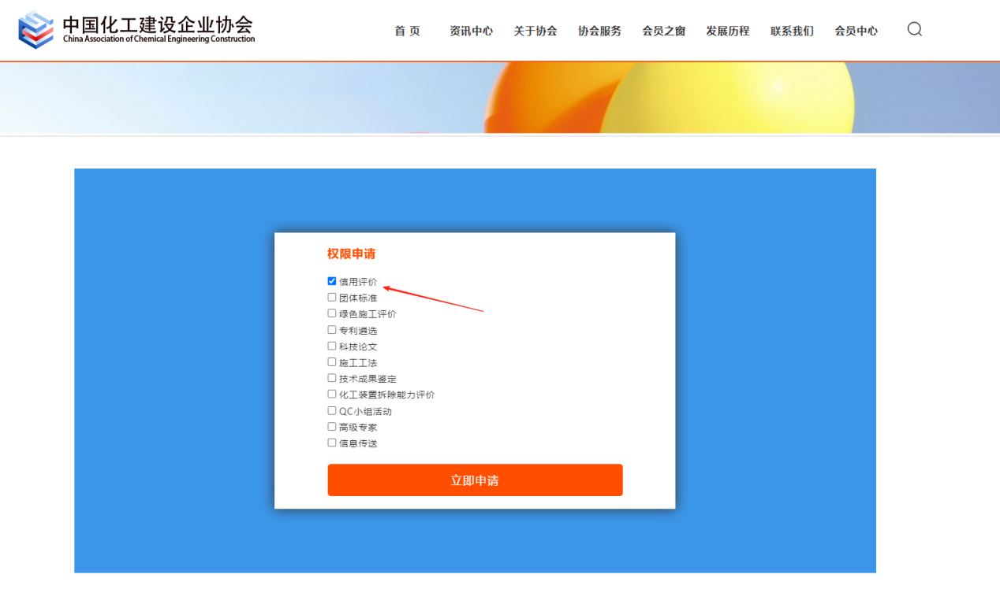 中国化工建设企业协会
China Association of Chemical Engineering Construction
首 页 资讯中心 关于协会 协会服务 会员之窗 发展历程 联系我们 会员中心
权限申请
信用评价
团体标准
绿色施工评价
专利遴选
科技论文
施工工法
技术成果鉴定
化工装置拆除能力评价
QC小组活动
高级专家
信息传送
立即申请